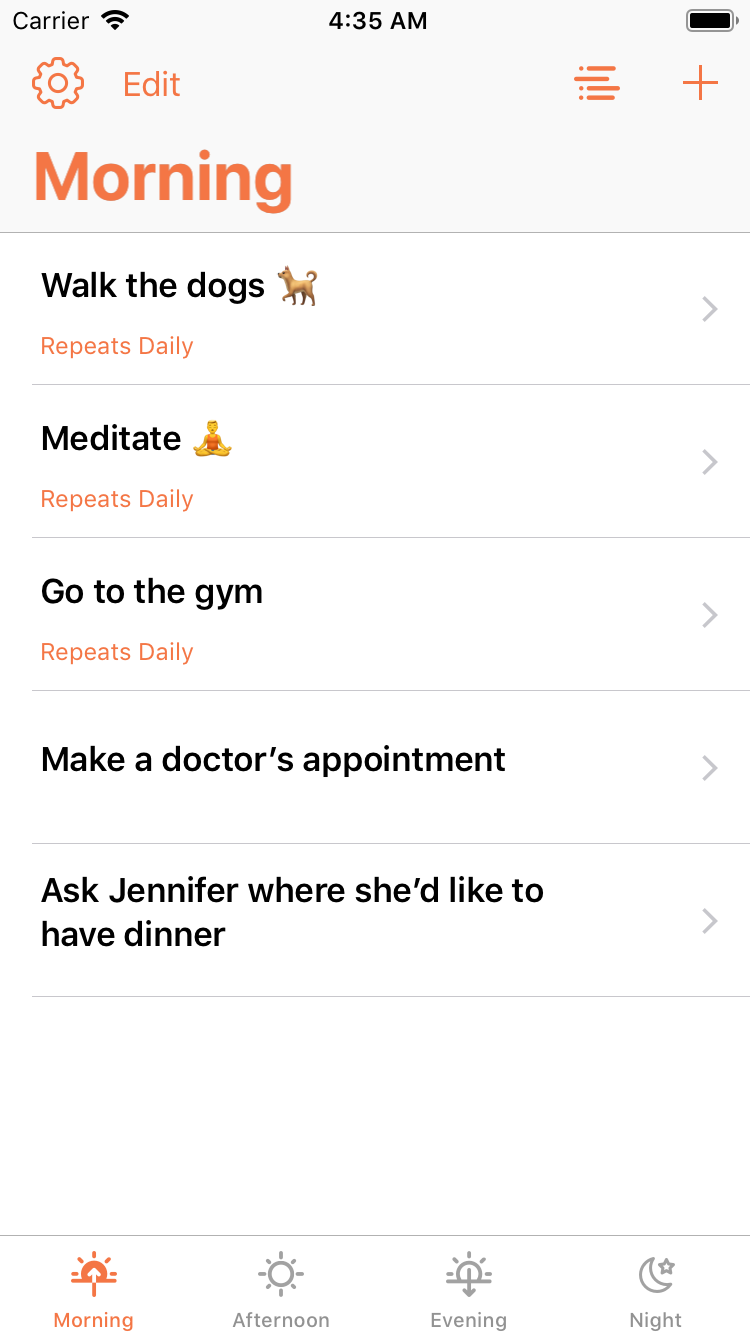 Carrier 4:35 AM
Edit
Morning
Walk the dogs 🐕
Repeats Daily
Meditate 🧘
Repeats Daily
Go to the gym
Repeats Daily
Make a doctor’s appointment
Ask Jennifer where she’d like to
have dinner
Morning Afternoon Evening Night